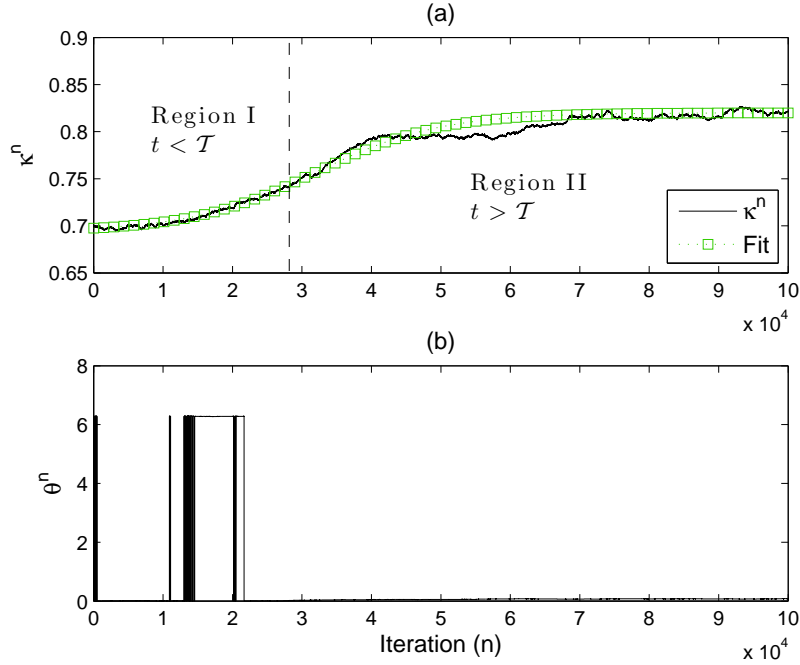 (a)
0.9
0.85
0.8
0.75
0.7
0.65
κⁿ
Region I
t < 𝒯
Region II
t > 𝒯
κⁿ
Fit
0 1 2 3 4 5 6 7 8 9 10
x 10⁴
(b)
8
6
4
2
0
θⁿ
0 1 2 3 4 5 6 7 8 9 10
Iteration (n)
x 10⁴